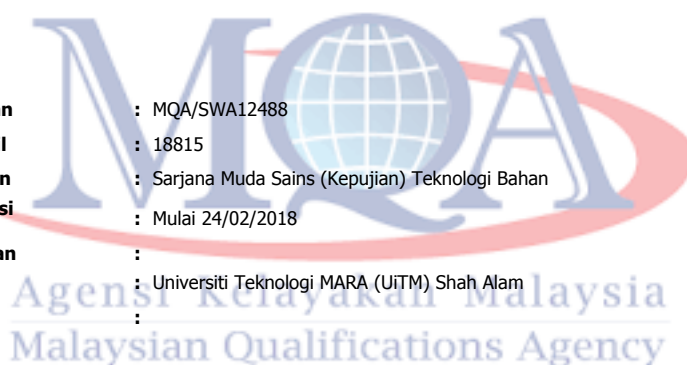 MQA
an : MQA/SWA12488
l : 18815
n : Sarjana Muda Sains (Kepujian) Teknologi Bahan
si : Mulai 24/02/2018
an :
: Universiti Teknologi MARA (UiTM) Shah Alam
:
Agensi Kelayakan Malaysia
Malaysian Qualifications Agency